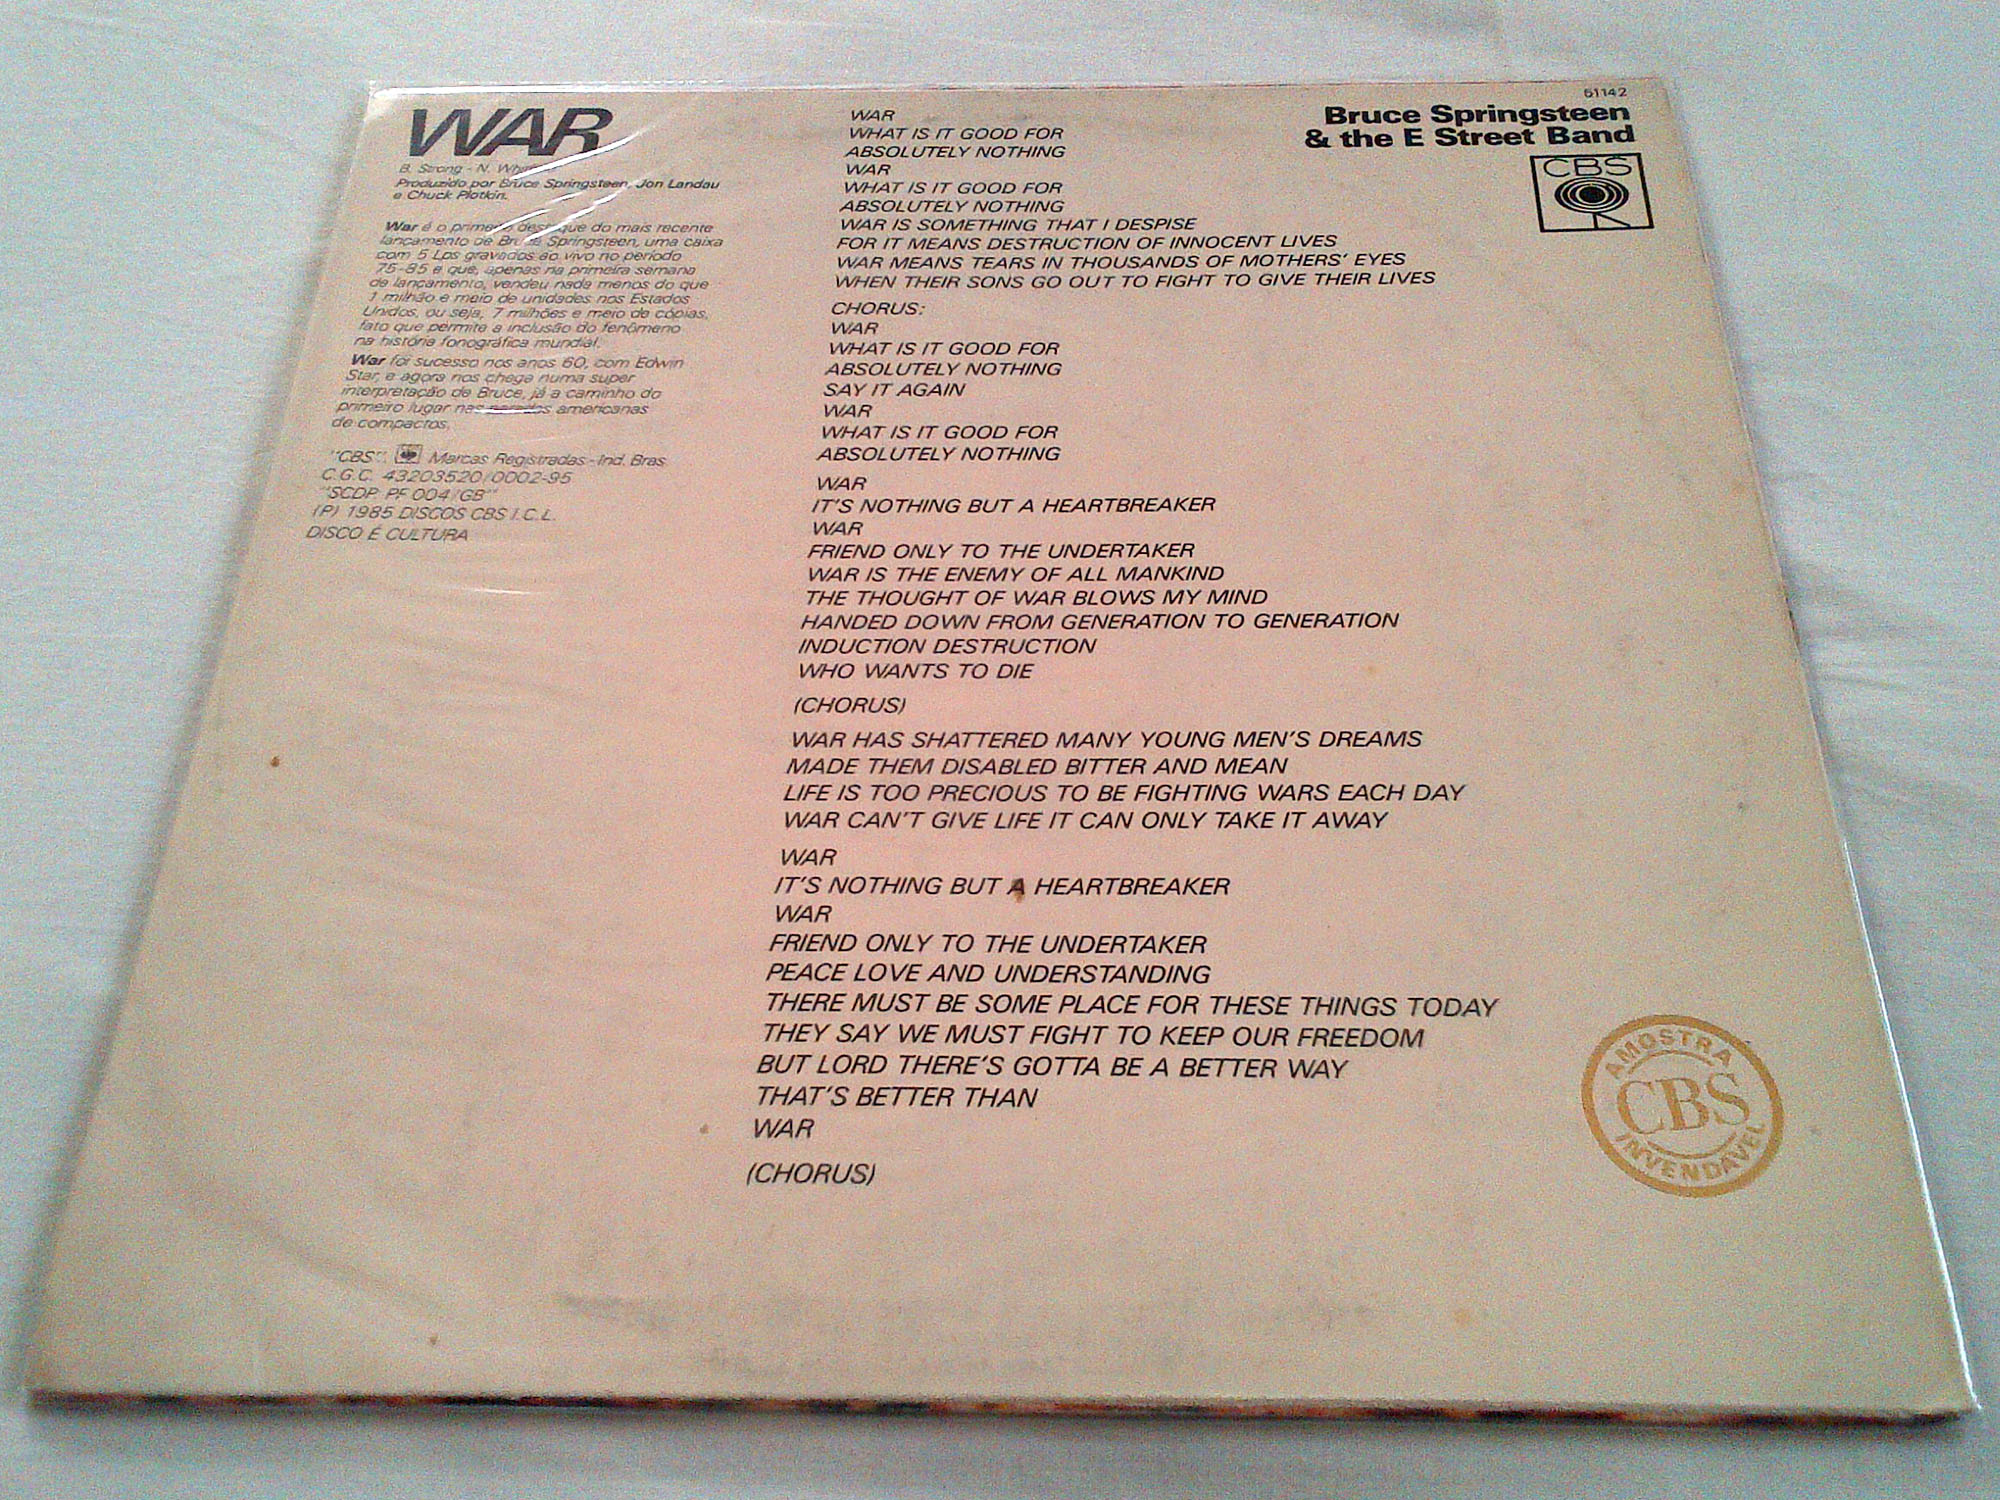 WAR
B. Strong - N.
Produzido por Bruce Springsteen, Jon Landau
e Chuck Plotkin.
War é o primeiro destaque do mais recente
lançamento de Bruce Springsteen, uma caixa
com 5 Lps gravados ao vivo no período
75-85 e que, apenas na primeira semana
de lançamento, vendeu nada menos do que
1 milhão e meio de unidades nos Estados
Unidos, ou seja, 7 milhões e meio de cópias,
fato que permite a inclusão do fenômeno
na história fonográfica mundial.
War foi sucesso nos anos 60, com Edwin
Star, e agora nos chega numa super
interpretação de Bruce, já a caminho do
primeiro lugar nas paradas americanas
de compactos.
"CBS". Marcas Registradas - Ind. Bras.
C.G.C. 43203520/0002-95
"SCDP. PF 004/GB"
(P) 1985 DISCOS CBS I.C.L.
DISCO É CULTURA
WAR
WHAT IS IT GOOD FOR
ABSOLUTELY NOTHING
WAR
WHAT IS IT GOOD FOR
ABSOLUTELY NOTHING
WAR IS SOMETHING THAT I DESPISE
FOR IT MEANS DESTRUCTION OF INNOCENT LIVES
WAR MEANS TEARS IN THOUSANDS OF MOTHERS' EYES
WHEN THEIR SONS GO OUT TO FIGHT TO GIVE THEIR LIVES
CHORUS:
WAR
WHAT IS IT GOOD FOR
ABSOLUTELY NOTHING
SAY IT AGAIN
WAR
WHAT IS IT GOOD FOR
ABSOLUTELY NOTHING
WAR
IT'S NOTHING BUT A HEARTBREAKER
WAR
FRIEND ONLY TO THE UNDERTAKER
WAR IS THE ENEMY OF ALL MANKIND
THE THOUGHT OF WAR BLOWS MY MIND
HANDED DOWN FROM GENERATION TO GENERATION
INDUCTION DESTRUCTION
WHO WANTS TO DIE
(CHORUS)
WAR HAS SHATTERED MANY YOUNG MEN'S DREAMS
MADE THEM DISABLED BITTER AND MEAN
LIFE IS TOO PRECIOUS TO BE FIGHTING WARS EACH DAY
WAR CAN'T GIVE LIFE IT CAN ONLY TAKE IT AWAY
WAR
IT'S NOTHING BUT A HEARTBREAKER
WAR
FRIEND ONLY TO THE UNDERTAKER
PEACE LOVE AND UNDERSTANDING
THERE MUST BE SOME PLACE FOR THESE THINGS TODAY
THEY SAY WE MUST FIGHT TO KEEP OUR FREEDOM
BUT LORD THERE'S GOTTA BE A BETTER WAY
THAT'S BETTER THAN
WAR
(CHORUS)
51142
Bruce Springsteen
& the E Street Band
CBS
AMOSTRA
CBS
INVENDÁVEL